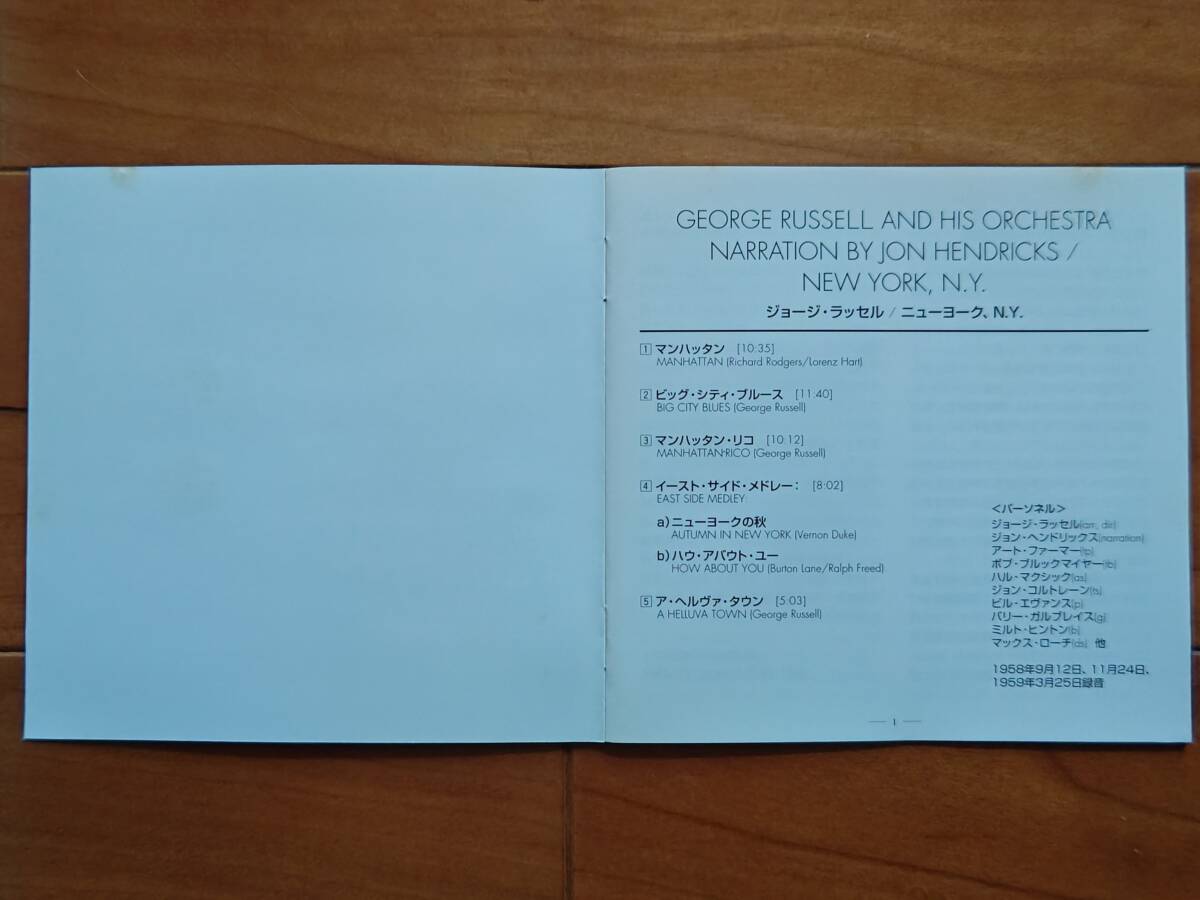 GEORGE RUSSELL AND HIS ORCHESTRA
NARRATION BY JON HENDRICKS /
NEW YORK, N.Y.
ジョージ・ラッセル / ニューヨーク、N.Y.
1 マンハッタン [10:35]
MANHATTAN (Richard Rodgers/Lorenz Hart)
2 ビッグ・シティ・ブルース [11:40]
BIG CITY BLUES (George Russell)
3 マンハッタン・リコ [10:12]
MANHATTAN-RICO (George Russell)
4 イースト・サイド・メドレー: [8:02]
EAST SIDE MEDLEY
a)ニューヨークの秋
AUTUMN IN NEW YORK (Vernon Duke)
b)ハウ・アバウト・ユー
HOW ABOUT YOU (Burton Lane/Ralph Freed)
5 ア・ヘルヴァ・タウン [5:03]
A HELLUVA TOWN (George Russell)
<パーソネル>
ジョージ・ラッセル(arr, dir)
ジョン・ヘンドリックス(narration)
アート・ファーマー(tp)
ボブ・ブルックマイヤー(tb)
ハル・マクシック(as)
ジョン・コルトレーン(ts)
ビル・エヴァンス(p)
バリー・ガルブレイス(g)
ミルト・ヒントン(b)
マックス・ローチ(ds) 他
1958年9月12日、11月24日、
1959年3月25日録音
— 1 —